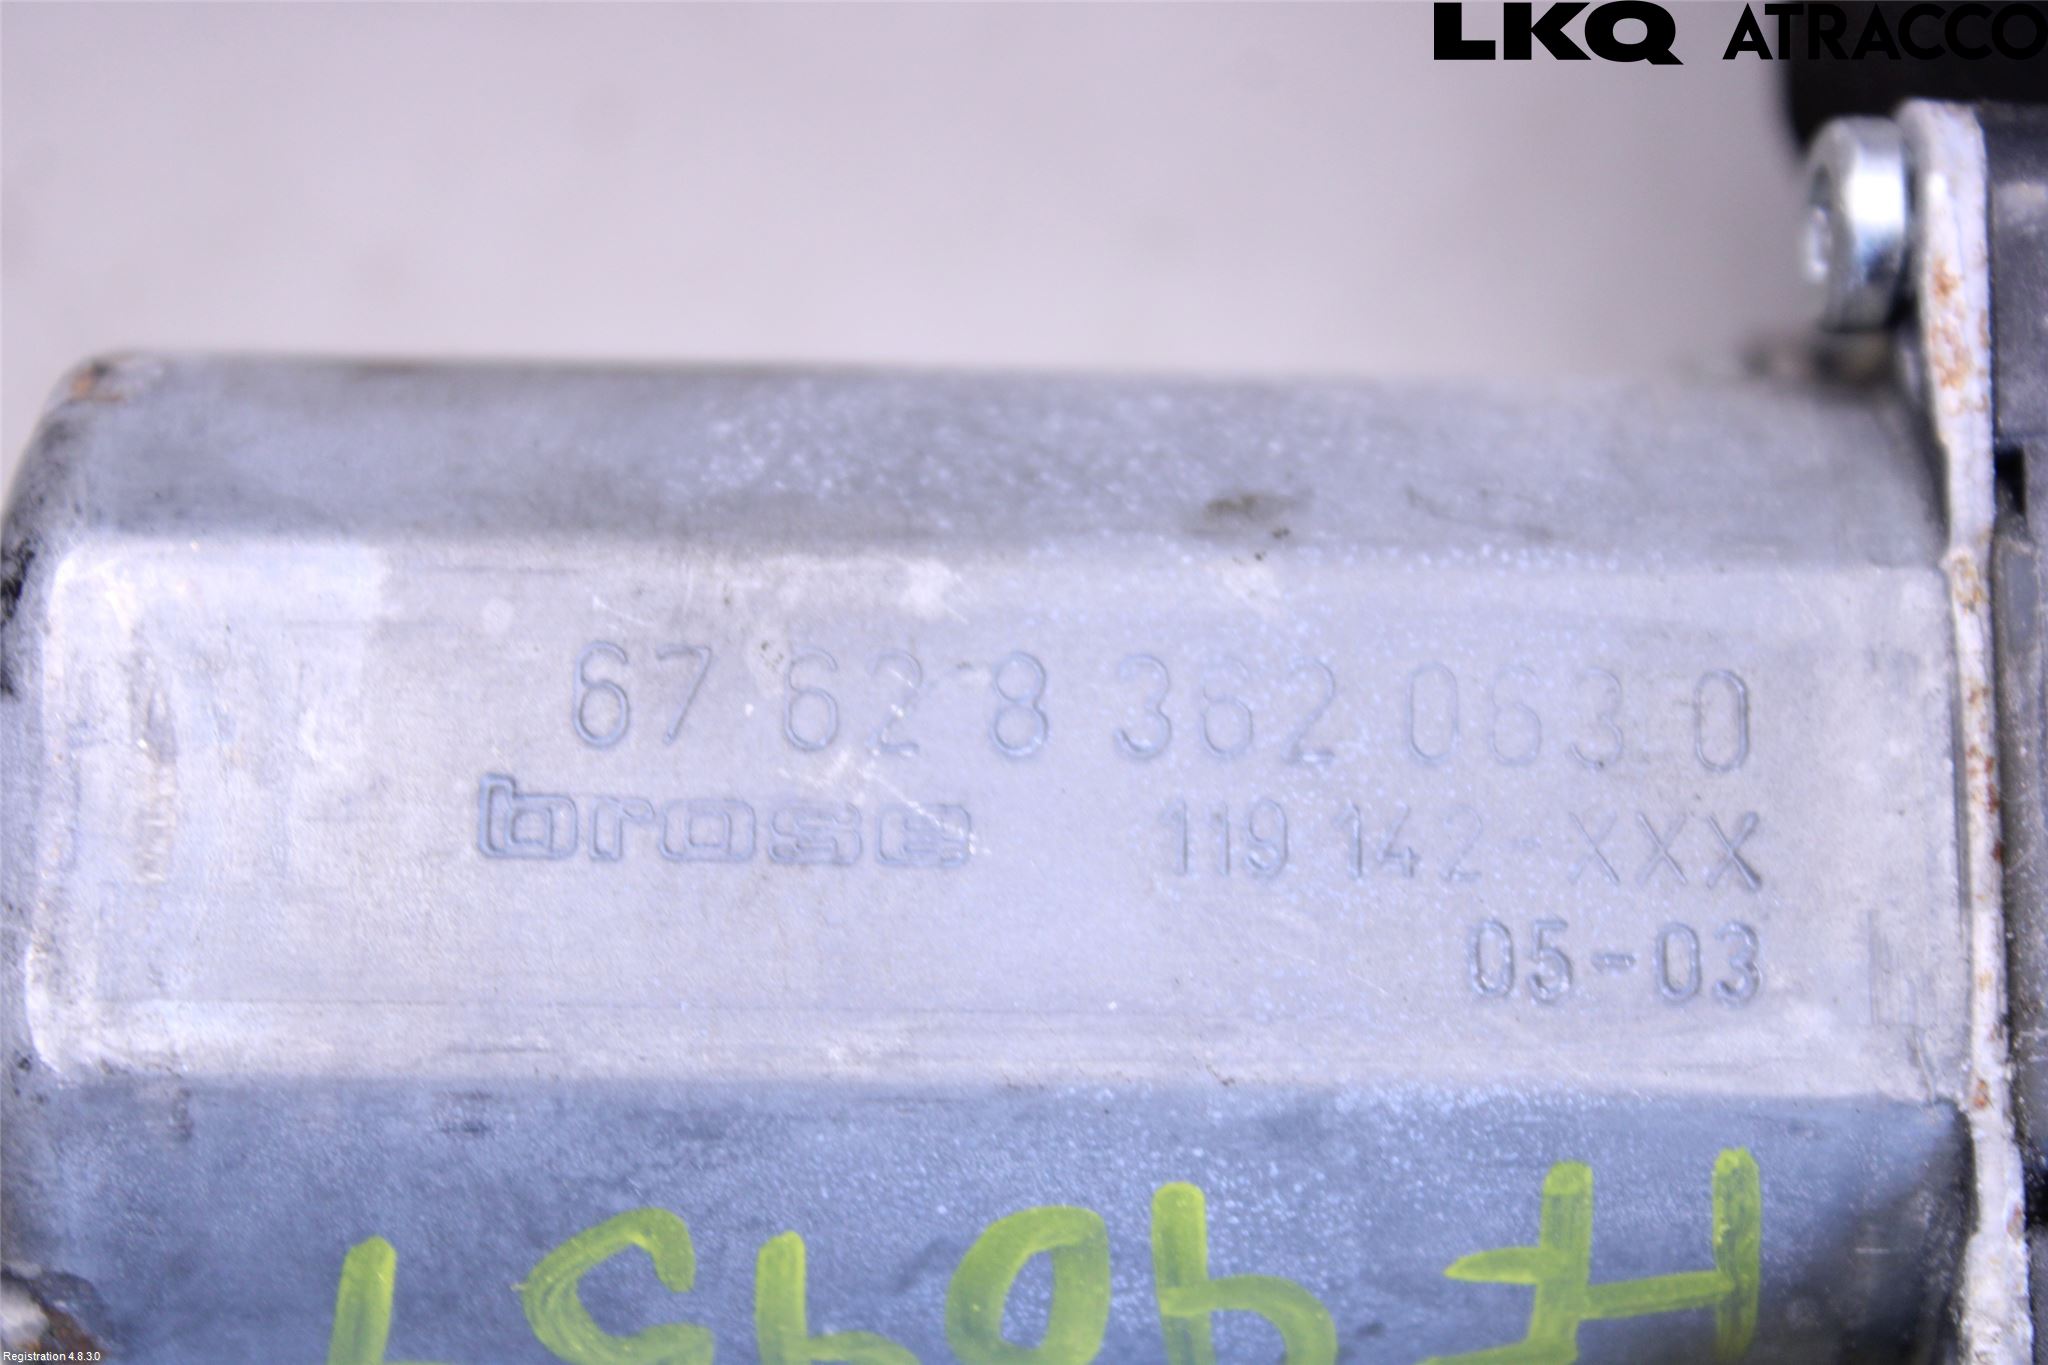 LKQ ATRACCO
67 62 8 362 063 0
brose 119 142-XXX
05-03
Registration 4.8.3.0